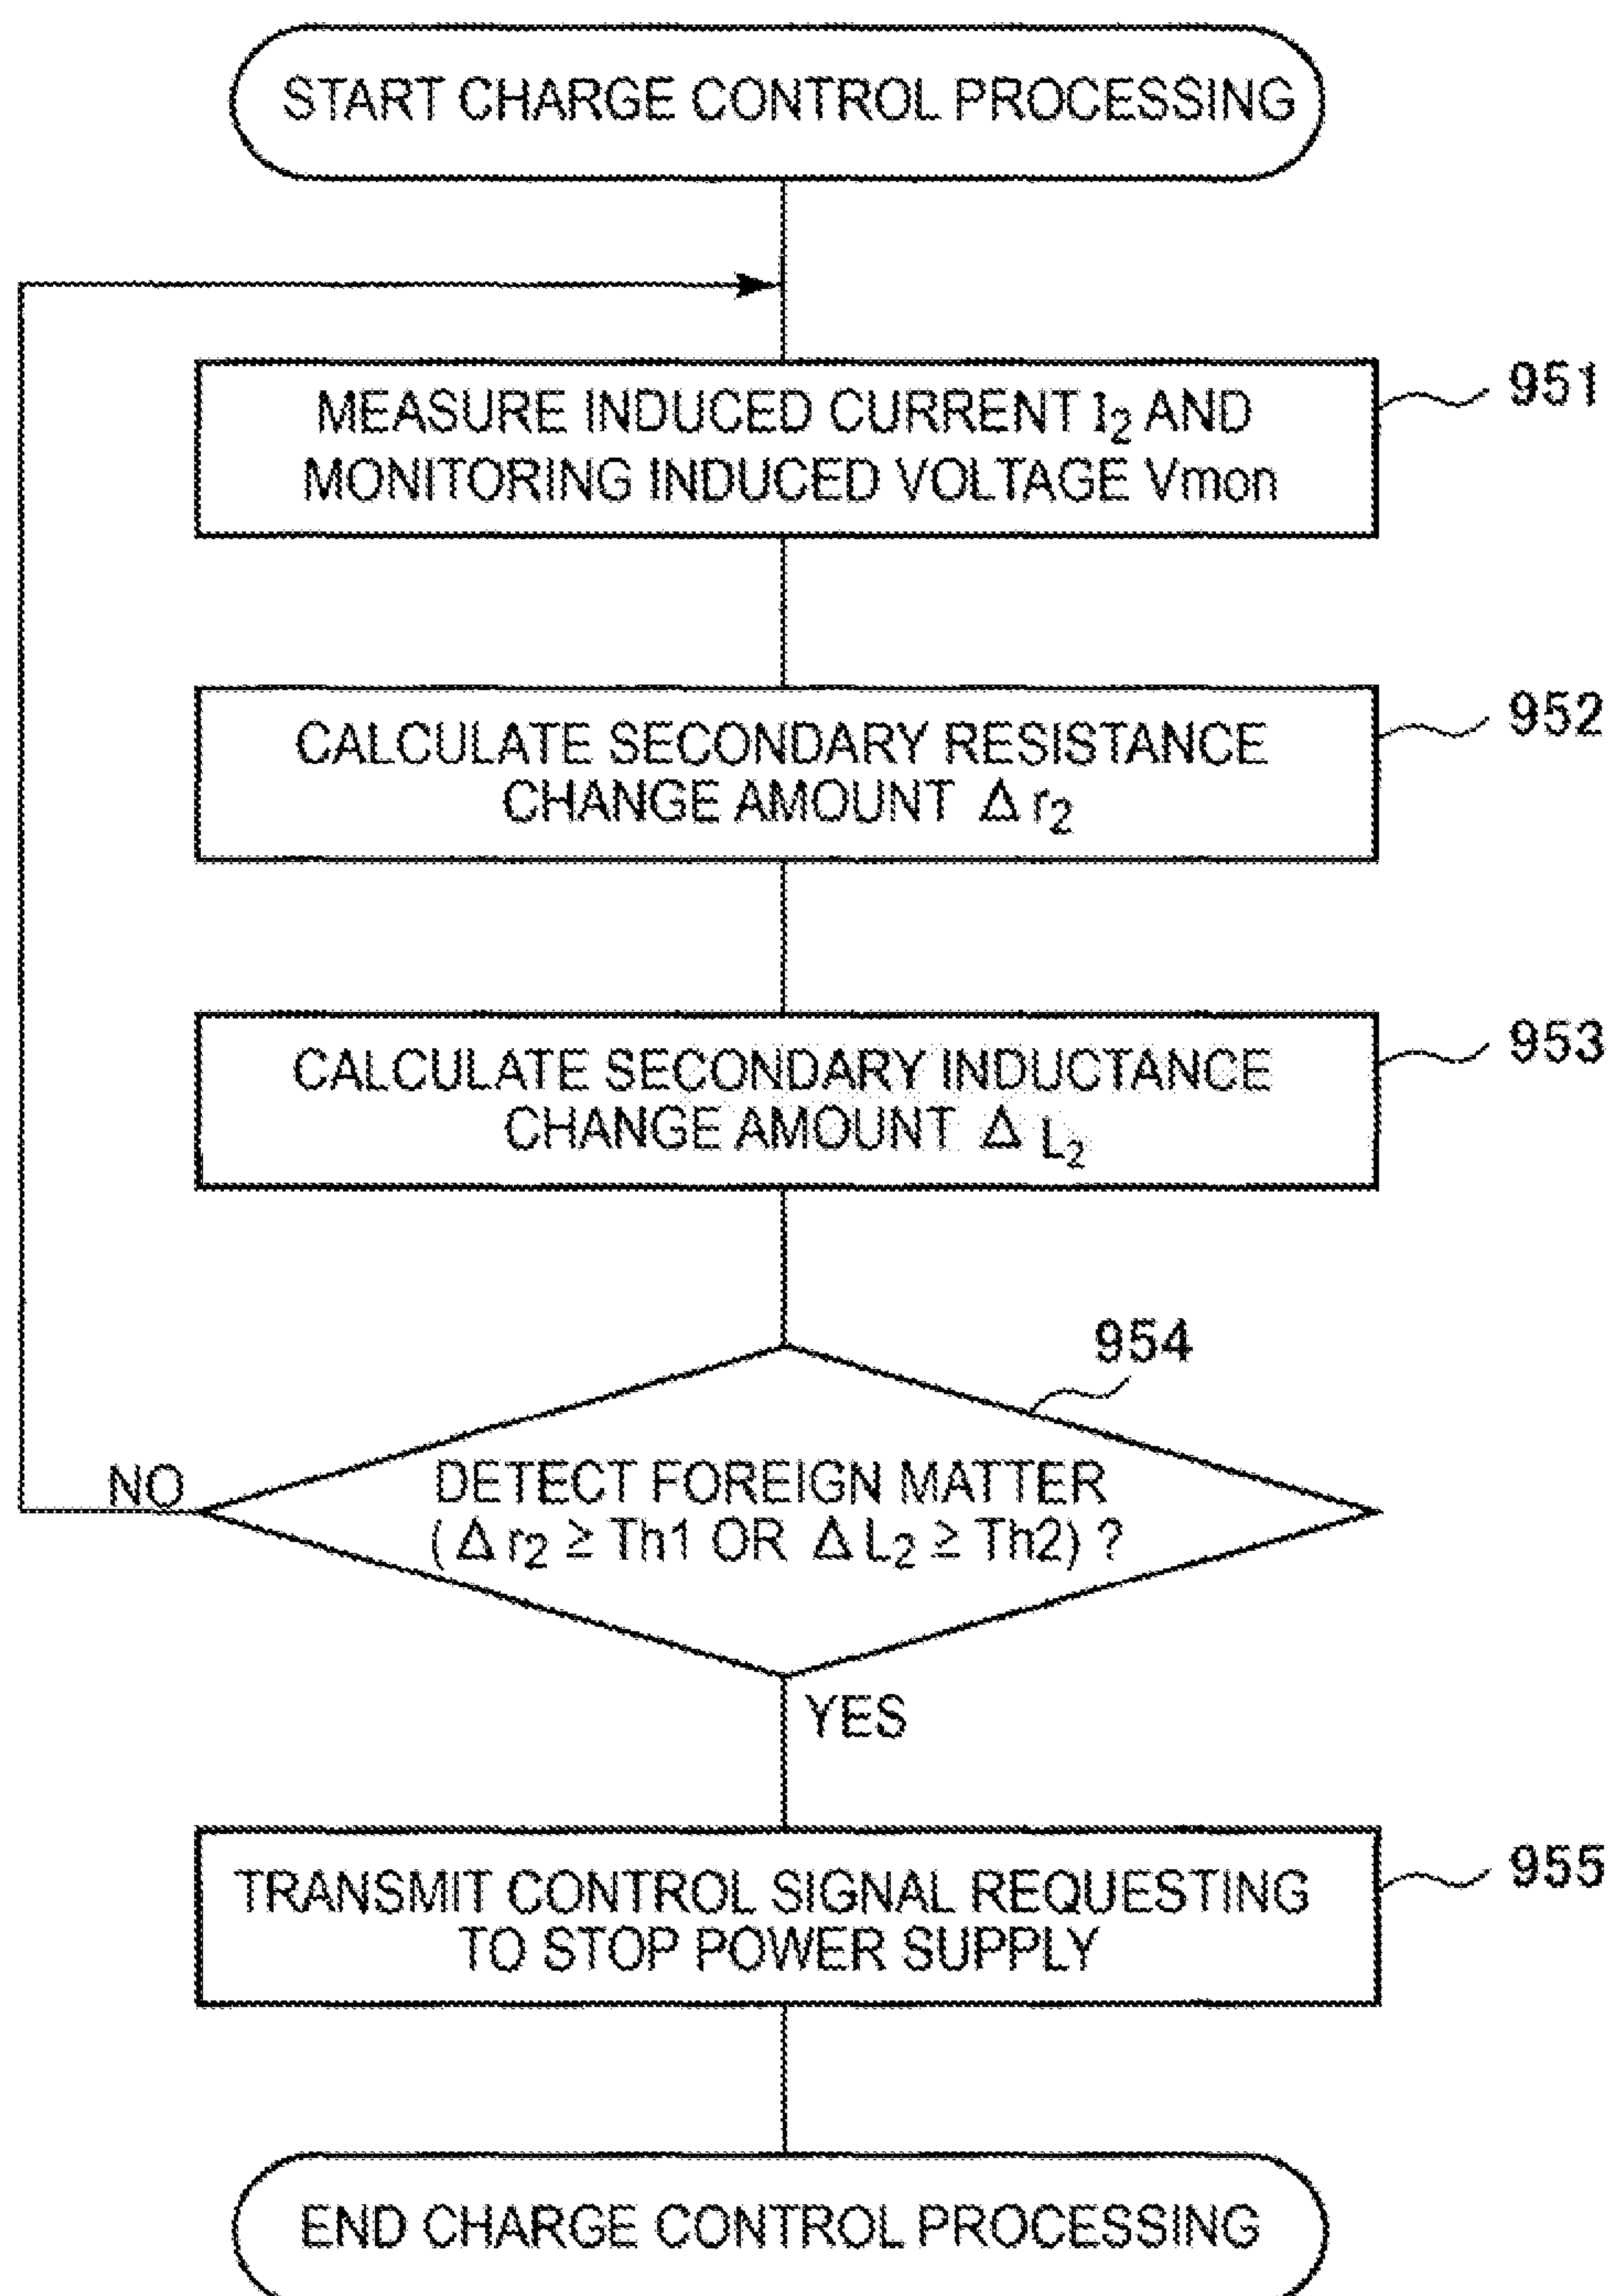 START CHARGE CONTROL PROCESSING
MEASURE INDUCED CURRENT I₂ AND
MONITORING INDUCED VOLTAGE Vmon
951
CALCULATE SECONDARY RESISTANCE
CHANGE AMOUNT Δr₂
952
CALCULATE SECONDARY INDUCTANCE
CHANGE AMOUNT ΔL₂
953
954
DETECT FOREIGN MATTER
(Δr₂ ≥ Th1 OR ΔL₂ ≥ Th2) ?
NO
YES
TRANSMIT CONTROL SIGNAL REQUESTING
TO STOP POWER SUPPLY
955
END CHARGE CONTROL PROCESSING